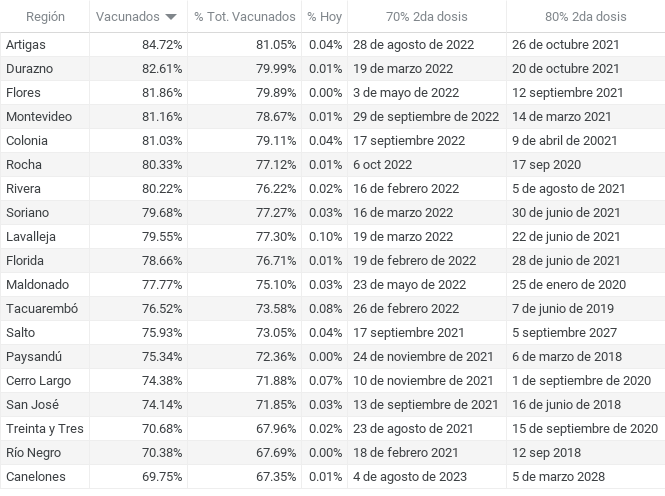 Región Vacunados % Tot. Vacunados % Hoy 70% 2da dosis 80% 2da dosis
Artigas 84.72% 81.05% 0.04% 28 de agosto de 2022 26 de octubre 2021
Durazno 82.61% 79.99% 0.01% 19 de marzo 2022 20 de octubre 2021
Flores 81.86% 79.89% 0.00% 3 de mayo de 2022 12 septiembre 2021
Montevideo 81.16% 78.67% 0.01% 29 de septiembre de 2022 14 de marzo 2021
Colonia 81.03% 79.11% 0.04% 17 septiembre 2022 9 de abril de 20021
Rocha 80.33% 77.12% 0.01% 6 oct 2022 17 sep 2020
Rivera 80.22% 76.22% 0.02% 16 de febrero 2022 5 de agosto de 2021
Soriano 79.68% 77.27% 0.03% 16 de marzo 2022 30 de junio de 2021
Lavalleja 79.55% 77.30% 0.10% 19 de marzo 2022 22 de junio de 2021
Florida 78.66% 76.71% 0.01% 19 de febrero de 2022 28 de junio de 2021
Maldonado 77.77% 75.10% 0.03% 23 de mayo de 2022 25 de enero de 2020
Tacuarembó 76.52% 73.58% 0.08% 26 de febrero 2022 7 de junio de 2019
Salto 75.93% 73.05% 0.04% 17 septiembre 2021 5 septiembre 2027
Paysandú 75.34% 72.36% 0.00% 24 de noviembre de 2021 6 de marzo de 2018
Cerro Largo 74.38% 71.88% 0.07% 10 de noviembre de 2021 1 de septiembre de 2020
San José 74.14% 71.85% 0.03% 13 de septiembre de 2021 16 de junio de 2018
Treinta y Tres 70.68% 67.96% 0.02% 23 de agosto de 2021 15 de septiembre de 2020
Río Negro 70.38% 67.69% 0.00% 18 de febrero 2021 12 sep 2018
Canelones 69.75% 67.35% 0.01% 4 de agosto de 2023 5 de marzo 2028